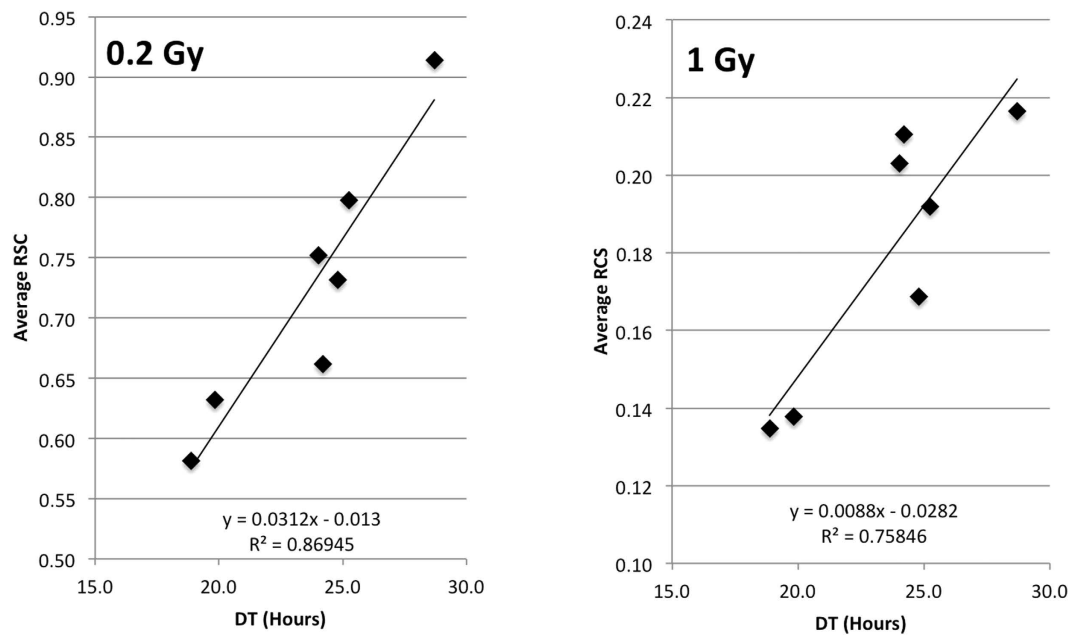 0.2 Gy
Average RSC
0.95
0.90
0.85
0.80
0.75
0.70
0.65
0.60
0.55
0.50
y = 0.0312x - 0.013
R² = 0.86945
15.0 20.0 25.0 30.0
DT (Hours)
1 Gy
Average RCS
0.24
0.22
0.20
0.18
0.16
0.14
0.12
0.10
y = 0.0088x - 0.0282
R² = 0.75846
15.0 20.0 25.0 30.0
DT (Hours)